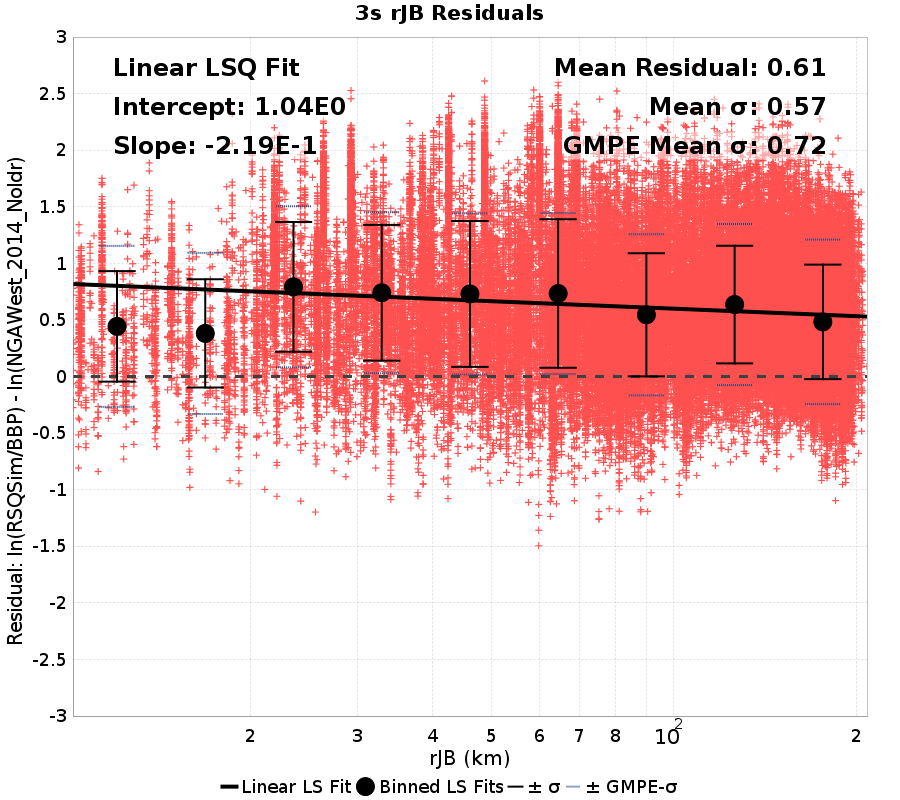 3s rJB Residuals
Linear LSQ Fit
Intercept: 1.04E0
Slope: -2.19E-1
Mean Residual: 0.61
Mean σ: 0.57
GMPE Mean σ: 0.72
Residual: ln(RSQSim/BBP) - ln(NGAWest_2014_NoIdr)
3
2.5
2
1.5
1
0.5
0
-0.5
-1
-1.5
-2
-2.5
-3
2 3 4 5 6 7 8 10² 2
rJB (km)
Linear LS Fit Binned LS Fits ± σ ± GMPE-σ